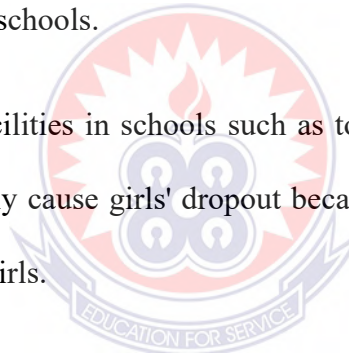 schools.
cilities in schools such as to
y cause girls' dropout beca
irls.
EDUCATION FOR SERVICE